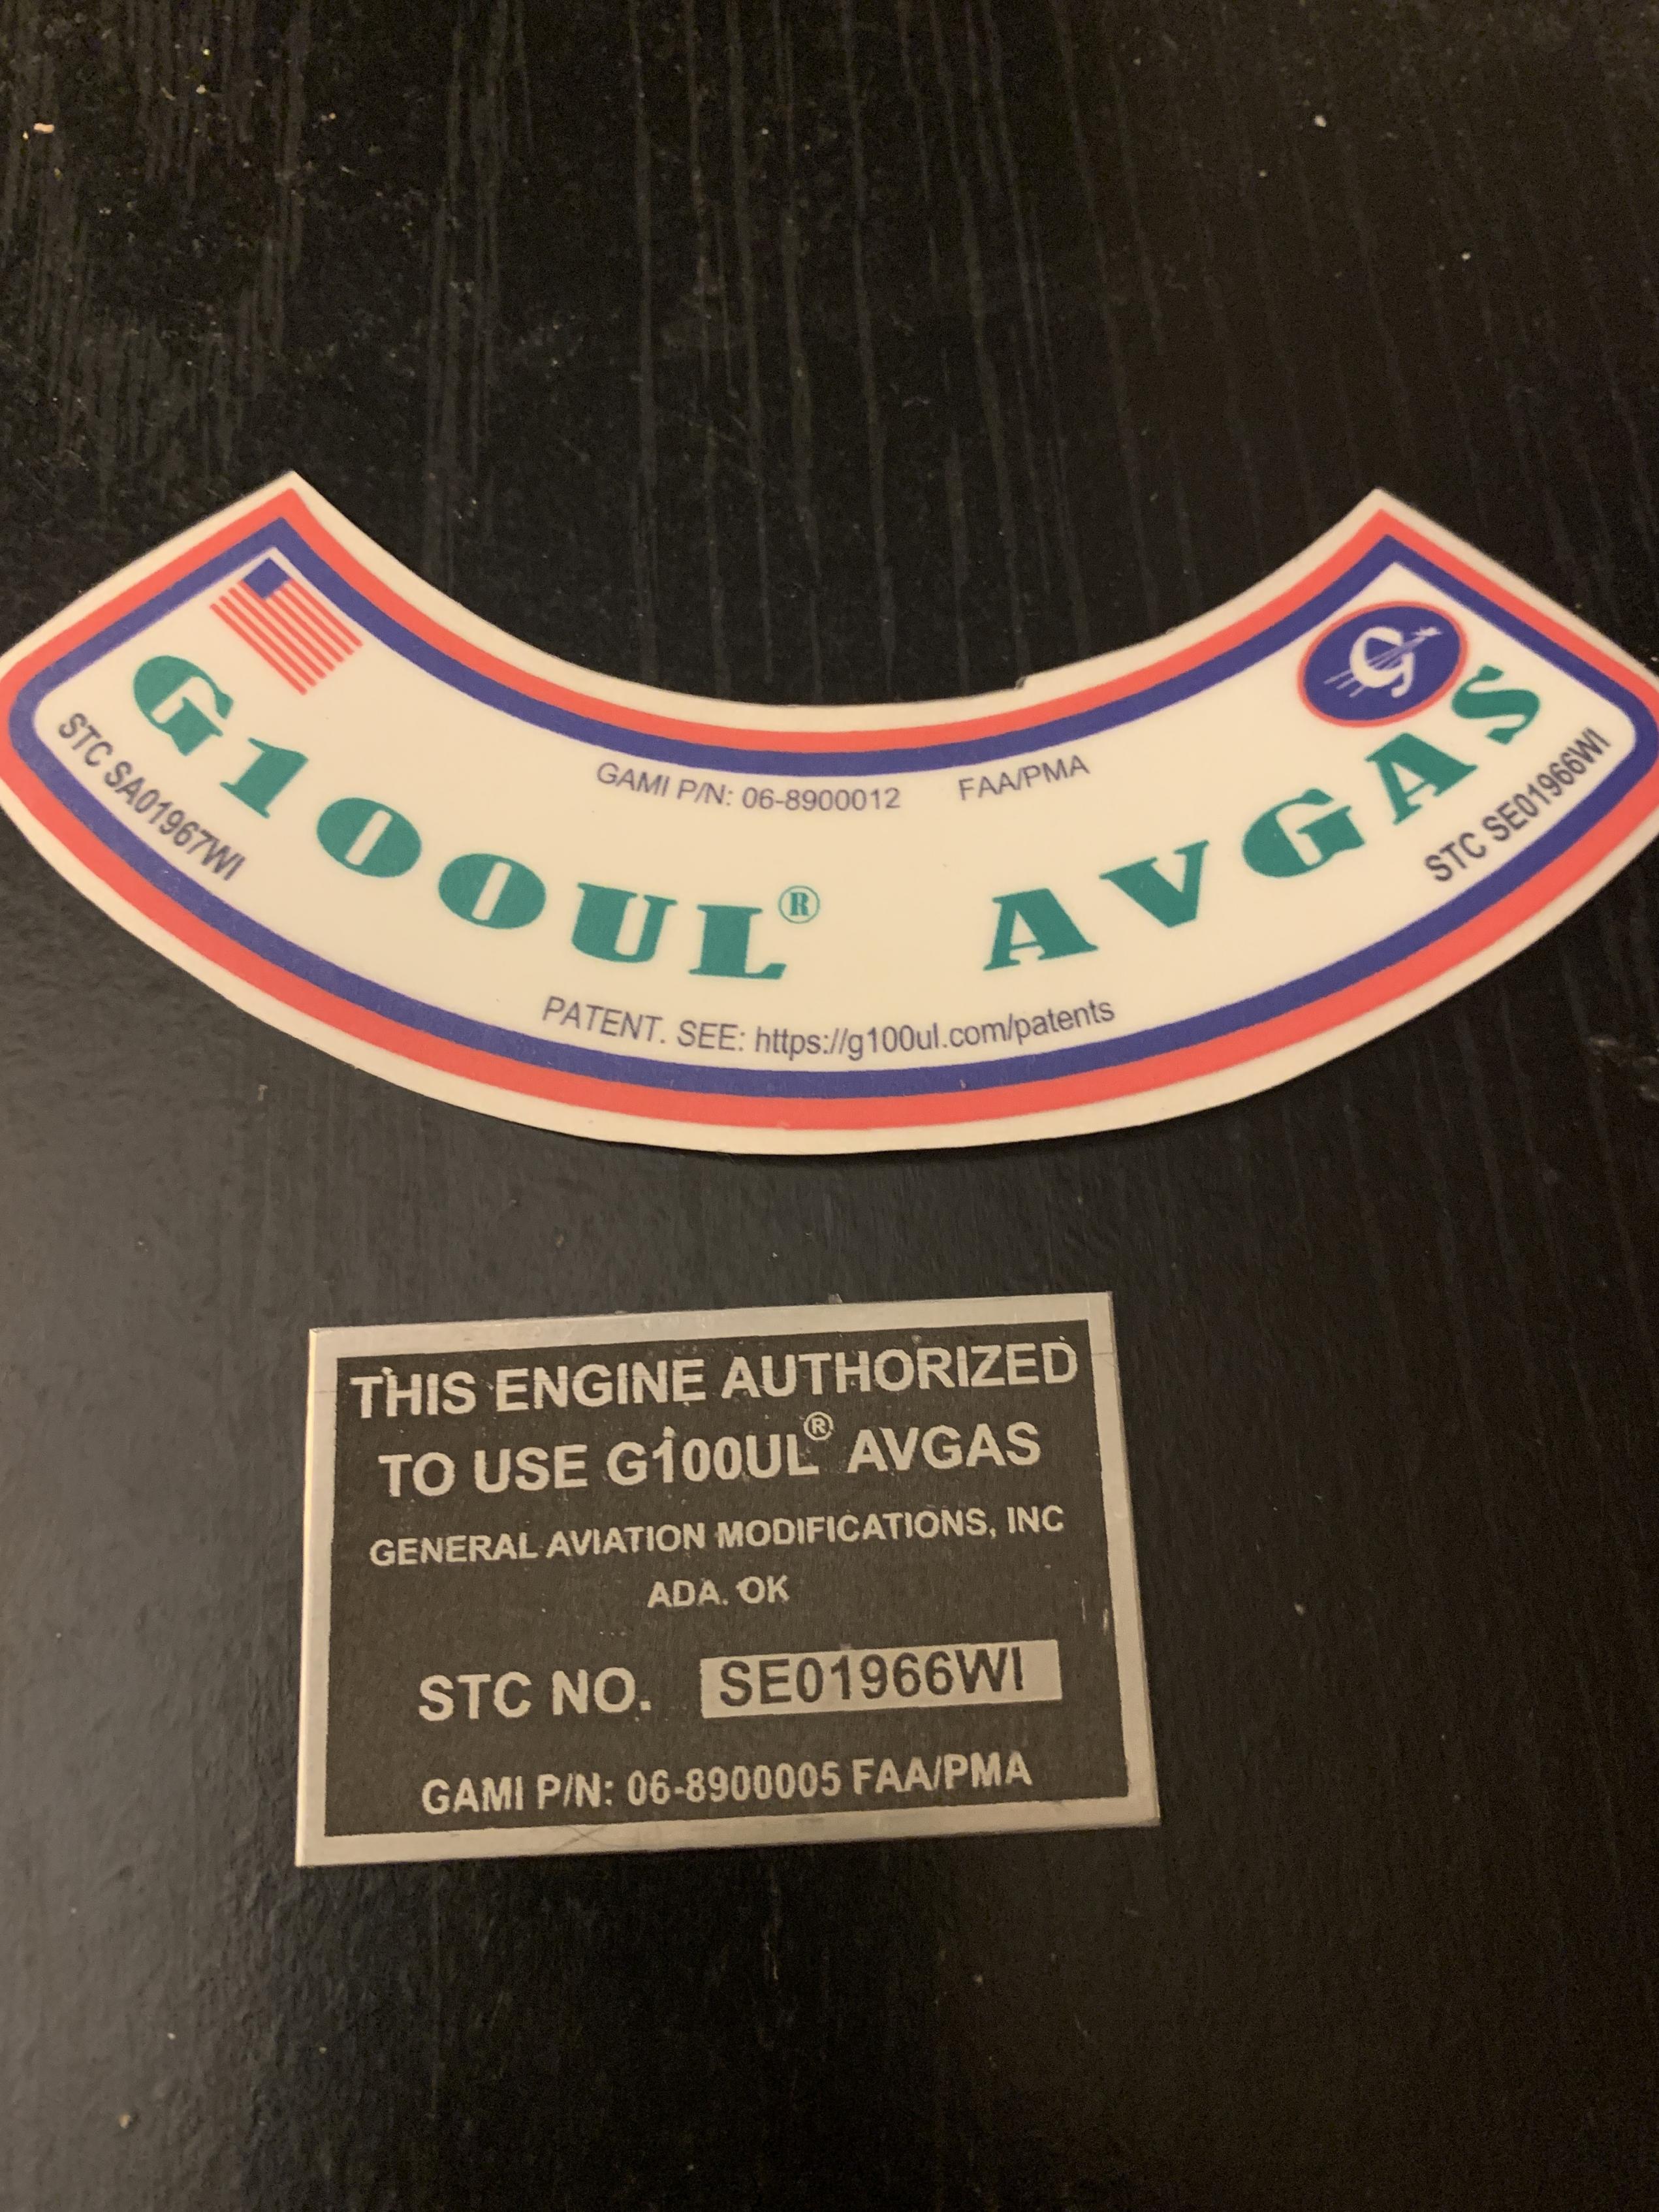 GAMI P/N: 06-8900012 FAA/PMA
G100UL® AVGAS
STC SA01967WI
STC SE01966WI
PATENT. SEE: https://g100ul.com/patents
THIS ENGINE AUTHORIZED
TO USE G100UL® AVGAS
GENERAL AVIATION MODIFICATIONS, INC
ADA. OK
STC NO. SE01966WI
GAMI P/N: 06-8900005 FAA/PMA